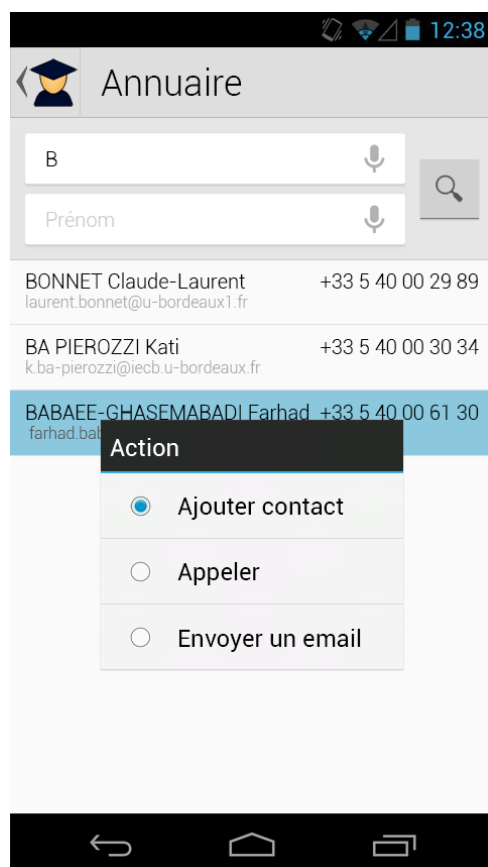 12:38
Annuaire
B
Prénom
BONNET Claude-Laurent +33 5 40 00 29 89
laurent.bonnet@u-bordeaux1.fr
BA PIEROZZI Kati +33 5 40 00 30 34
k.ba-pierozzi@iecb.u-bordeaux.fr
BABAEE-GHASEMABADI Farhad +33 5 40 00 61 30
farhad.bab
Action
Ajouter contact
Appeler
Envoyer un email